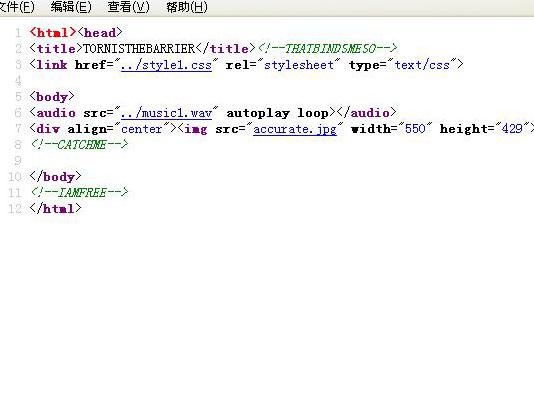 文件(F) 编辑(E) 查看(V) 帮助(H)
1 <html><head>
2 <title>TORNISTHEBARRIER</title><!--THATBINDSMESO-->
3 <link href="../style1.css" rel="stylesheet" type="text/css">
4
5 <body>
6 <audio src="../music1.wav" autoplay loop></audio>
7 <div align="center"><img src="accurate.jpg" width="550" height="429">
8 <!--CATCHME-->
9
10 </body>
11 <!--IAMFREE-->
12 </html>